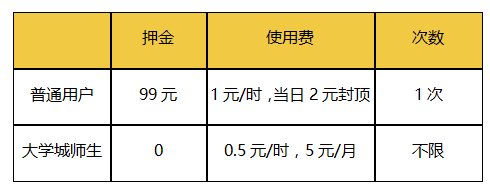 押金 使用费 次数
普通用户 99元 1元/时，当日2元封顶 1次
大学城师生 0 0.5元/时，5元/月 不限